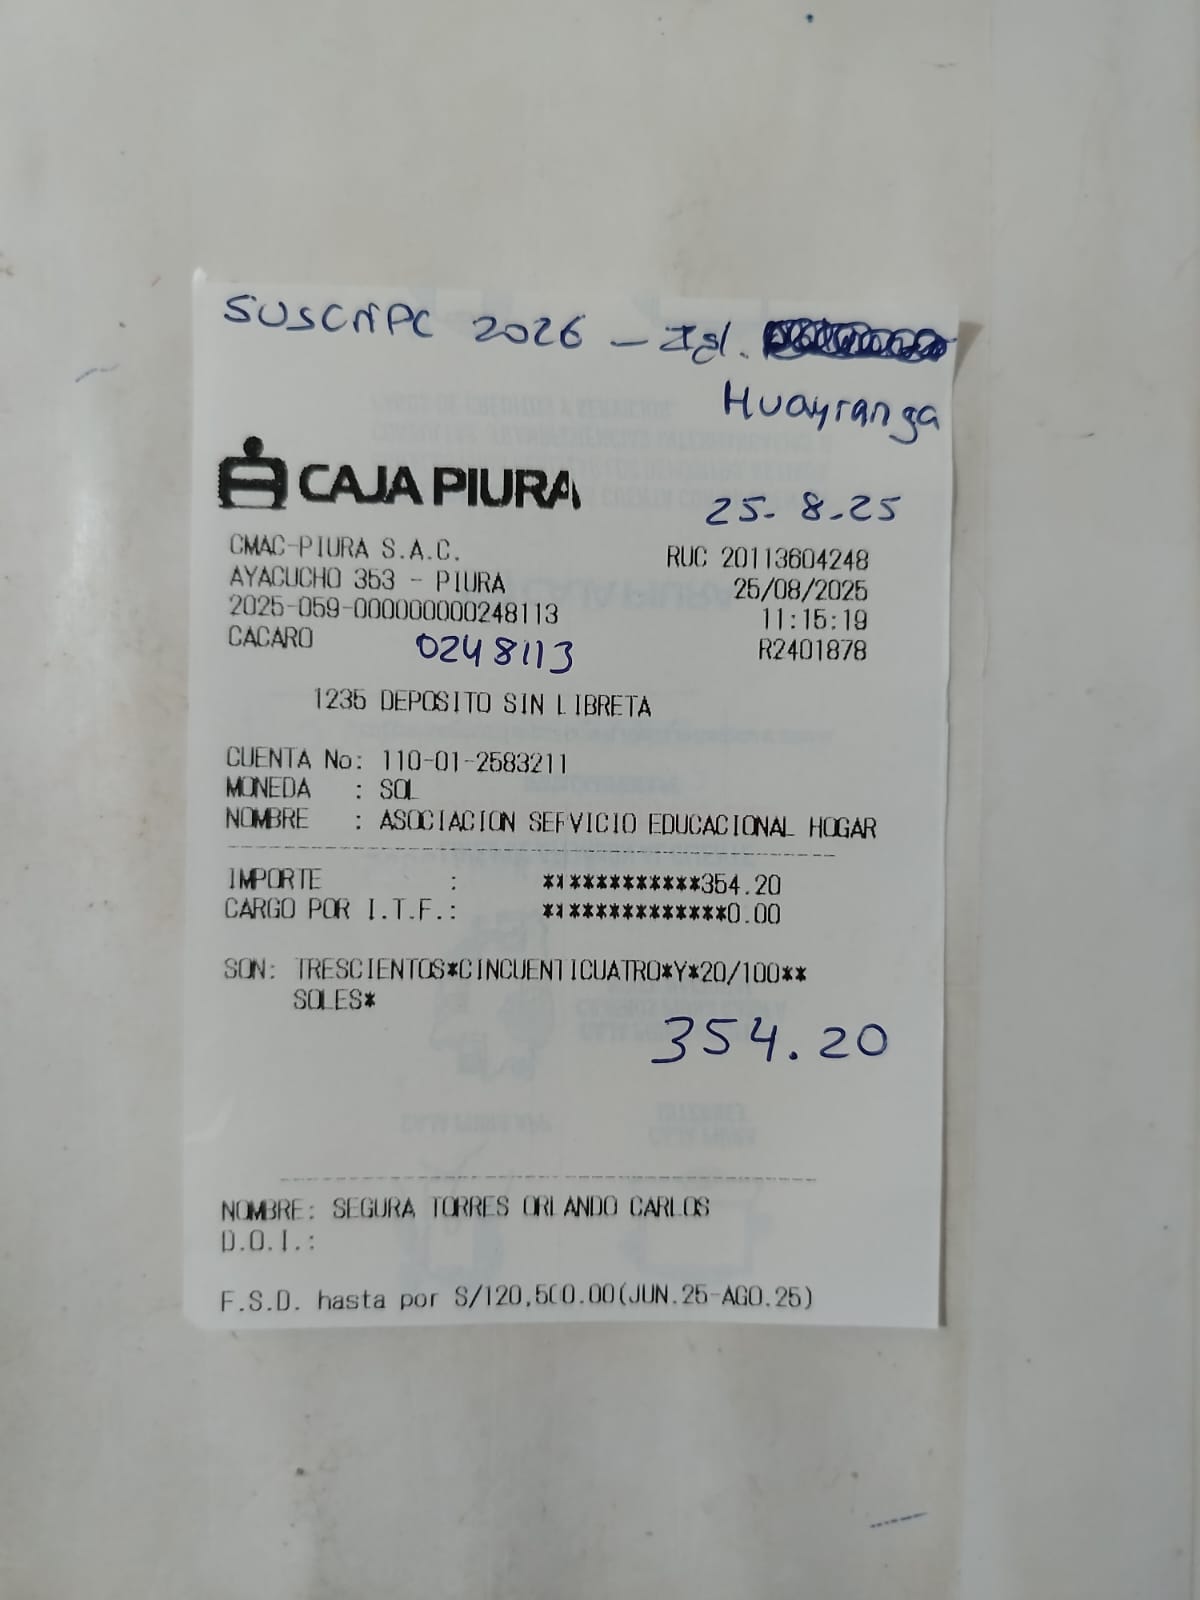 SUSCRIPC 2026 - Igl.
Huayranga
CAJA PIURA
25-8-25
CMAC-PIURA S.A.C. RUC 20113604248
AYACUCHO 353 - PIURA 25/08/2025
2025-059-000000000248113 11:15:19
CACARO 0248113 R2401878
1235 DEPOSITO SIN LIBRETA
CUENTA No: 110-01-2583211
MONEDA : SOL
NOMBRE : ASOCIACION SERVICIO EDUCACIONAL HOGAR
IMPORTE : *************354.20
CARGO POR I.T.F.: ***************0.00
SON: TRESCIENTOS*CINCUENTICUATRO*Y*20/100**
SOLES*
354.20
NOMBRE: SEGURA TORRES ORLANDO CARLOS
D.O.I.:
F.S.D. hasta por S/120,500.00(JUN.25-AGO.25)